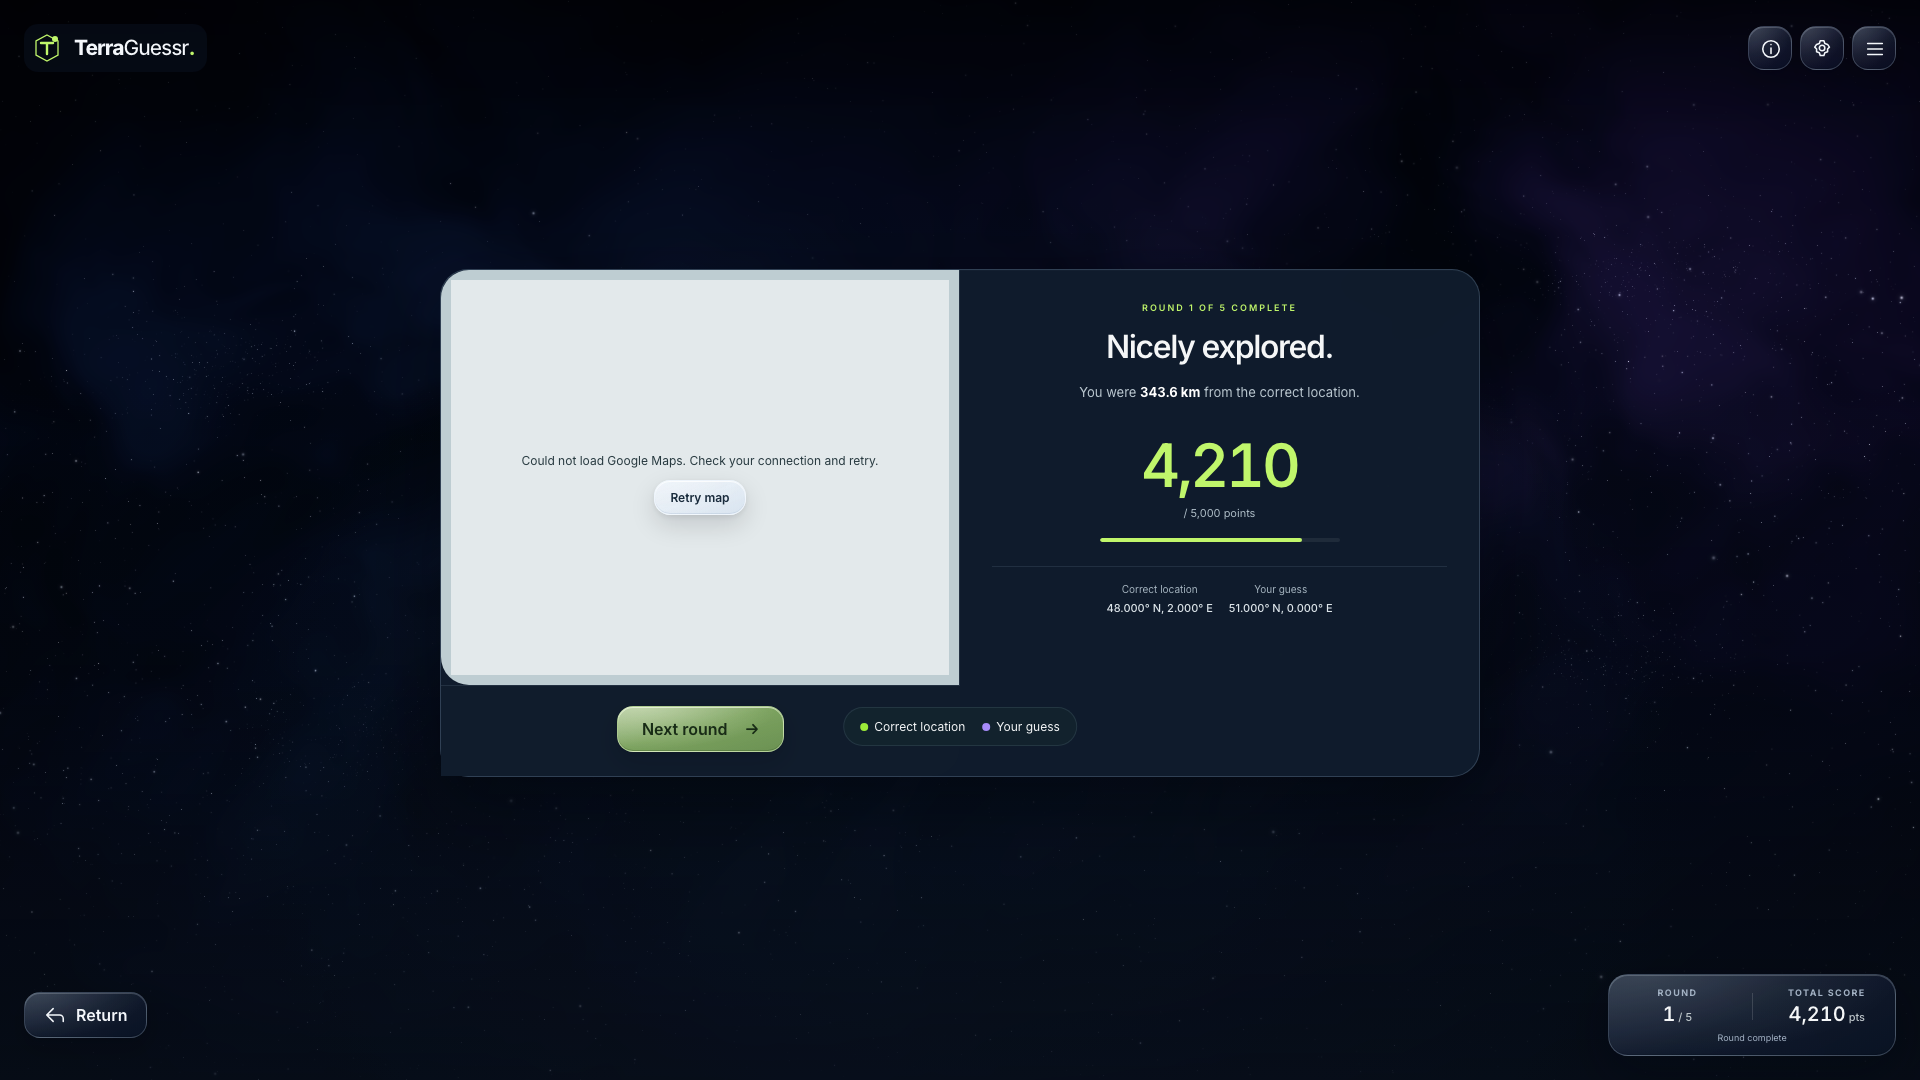 TerraGuessr.
Could not load Google Maps. Check your connection and retry.
Retry map
ROUND 1 OF 5 COMPLETE
Nicely explored.
You were 343.6 km from the correct location.
4,210
/ 5,000 points
Correct location
48.000° N, 2.000° E
Your guess
51.000° N, 0.000° E
Next round
Correct location
Your guess
Return
ROUND
1 / 5
TOTAL SCORE
4,210 pts
Round complete